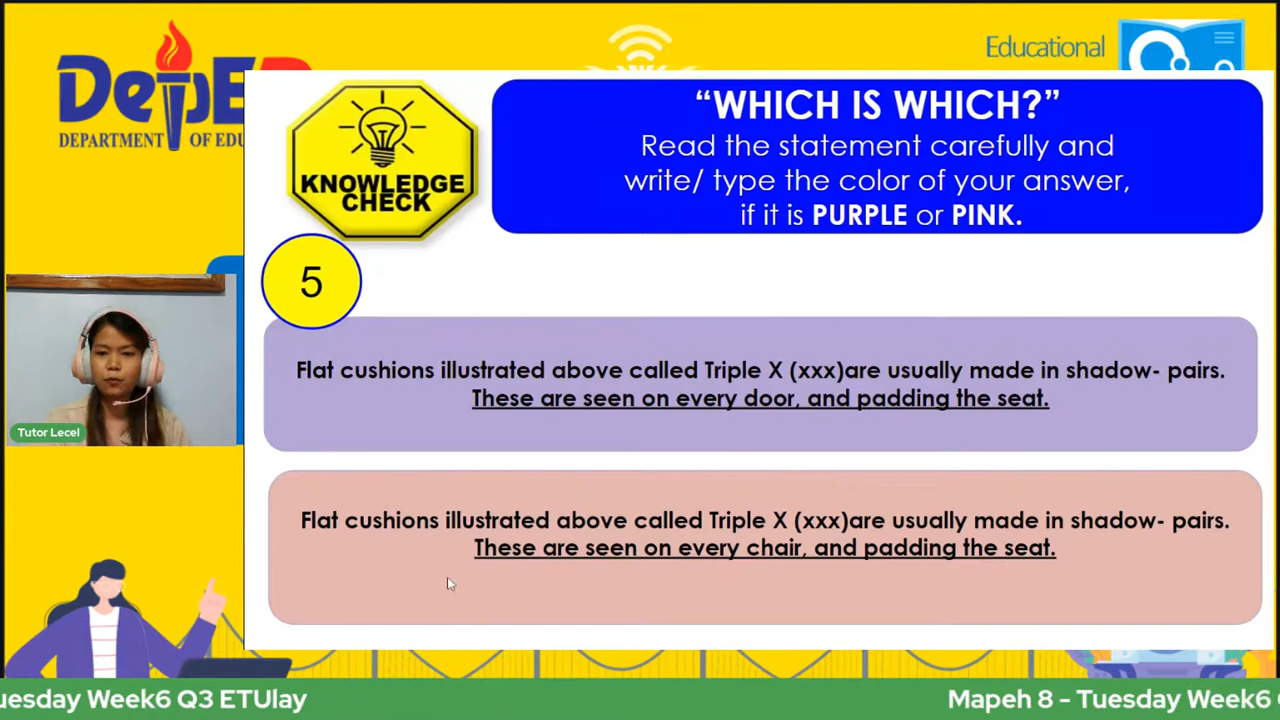 DepED
DEPARTMENT OF EDU
Educational
KNOWLEDGE
CHECK
“WHICH IS WHICH?”
Read the statement carefully and
write/ type the color of your answer,
if it is PURPLE or PINK.
5
Flat cushions illustrated above called Triple X (xxx)are usually made in shadow- pairs.
These are seen on every door, and padding the seat.
Flat cushions illustrated above called Triple X (xxx)are usually made in shadow- pairs.
These are seen on every chair, and padding the seat.
Tutor Lecel
uesday Week6 Q3 ETUlay
Mapeh 8 - Tuesday Week6